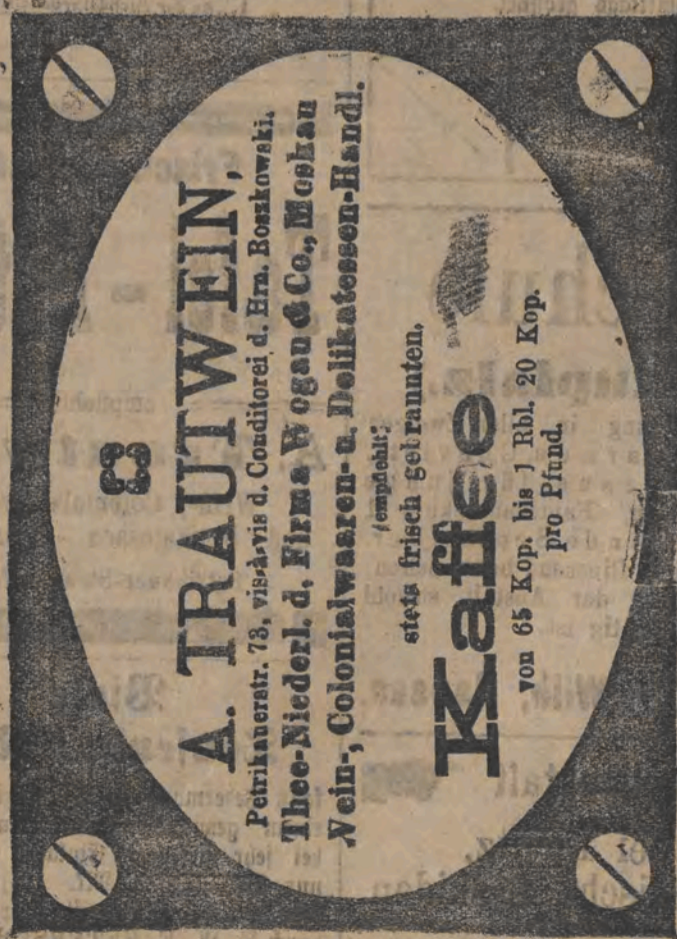 A. TRAUTWEIN,
Petrikauerstr. 73, vis-à-vis d. Conditorei d. Hrn. Roszkowski.
Thee-Niederl. d. Firma Wogau & Co., Moskau
Wein-, Colonialwaaren- u. Delikatessen-Handl.
empfiehlt:
stets frisch gebrannten.
Kaffee
von 65 Kop. bis 1 Rbl. 20 Kop.
pro Pfund.